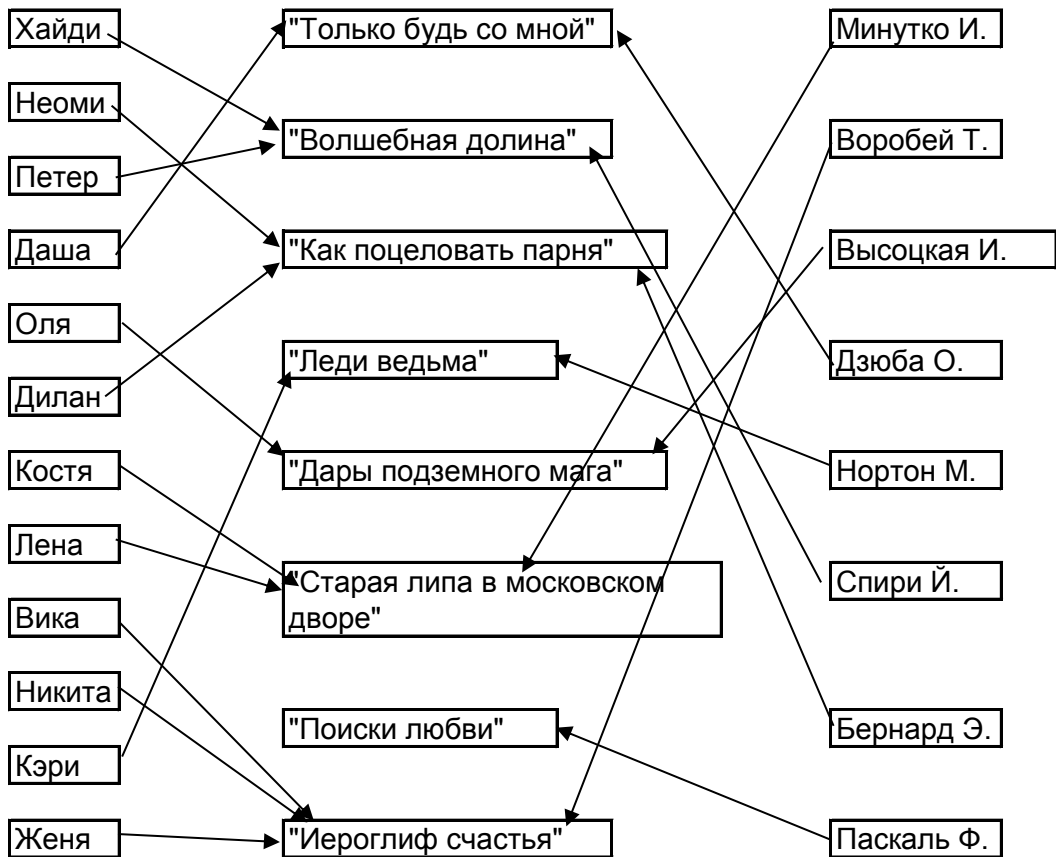 Хайди
"Только будь со мной"
Минутко И.
Неоми
"Волшебная долина"
Воробей Т.
Петер
Даша
"Как поцеловать парня"
Высоцкая И.
Оля
"Леди ведьма"
Дзюба О.
Дилан
Костя
"Дары подземного мага"
Нортон М.
Лена
"Старая липа в московском
дворе"
Спири Й.
Вика
Никита
"Поиски любви"
Бернард Э.
Кэри
Женя
"Иероглиф счастья"
Паскаль Ф.